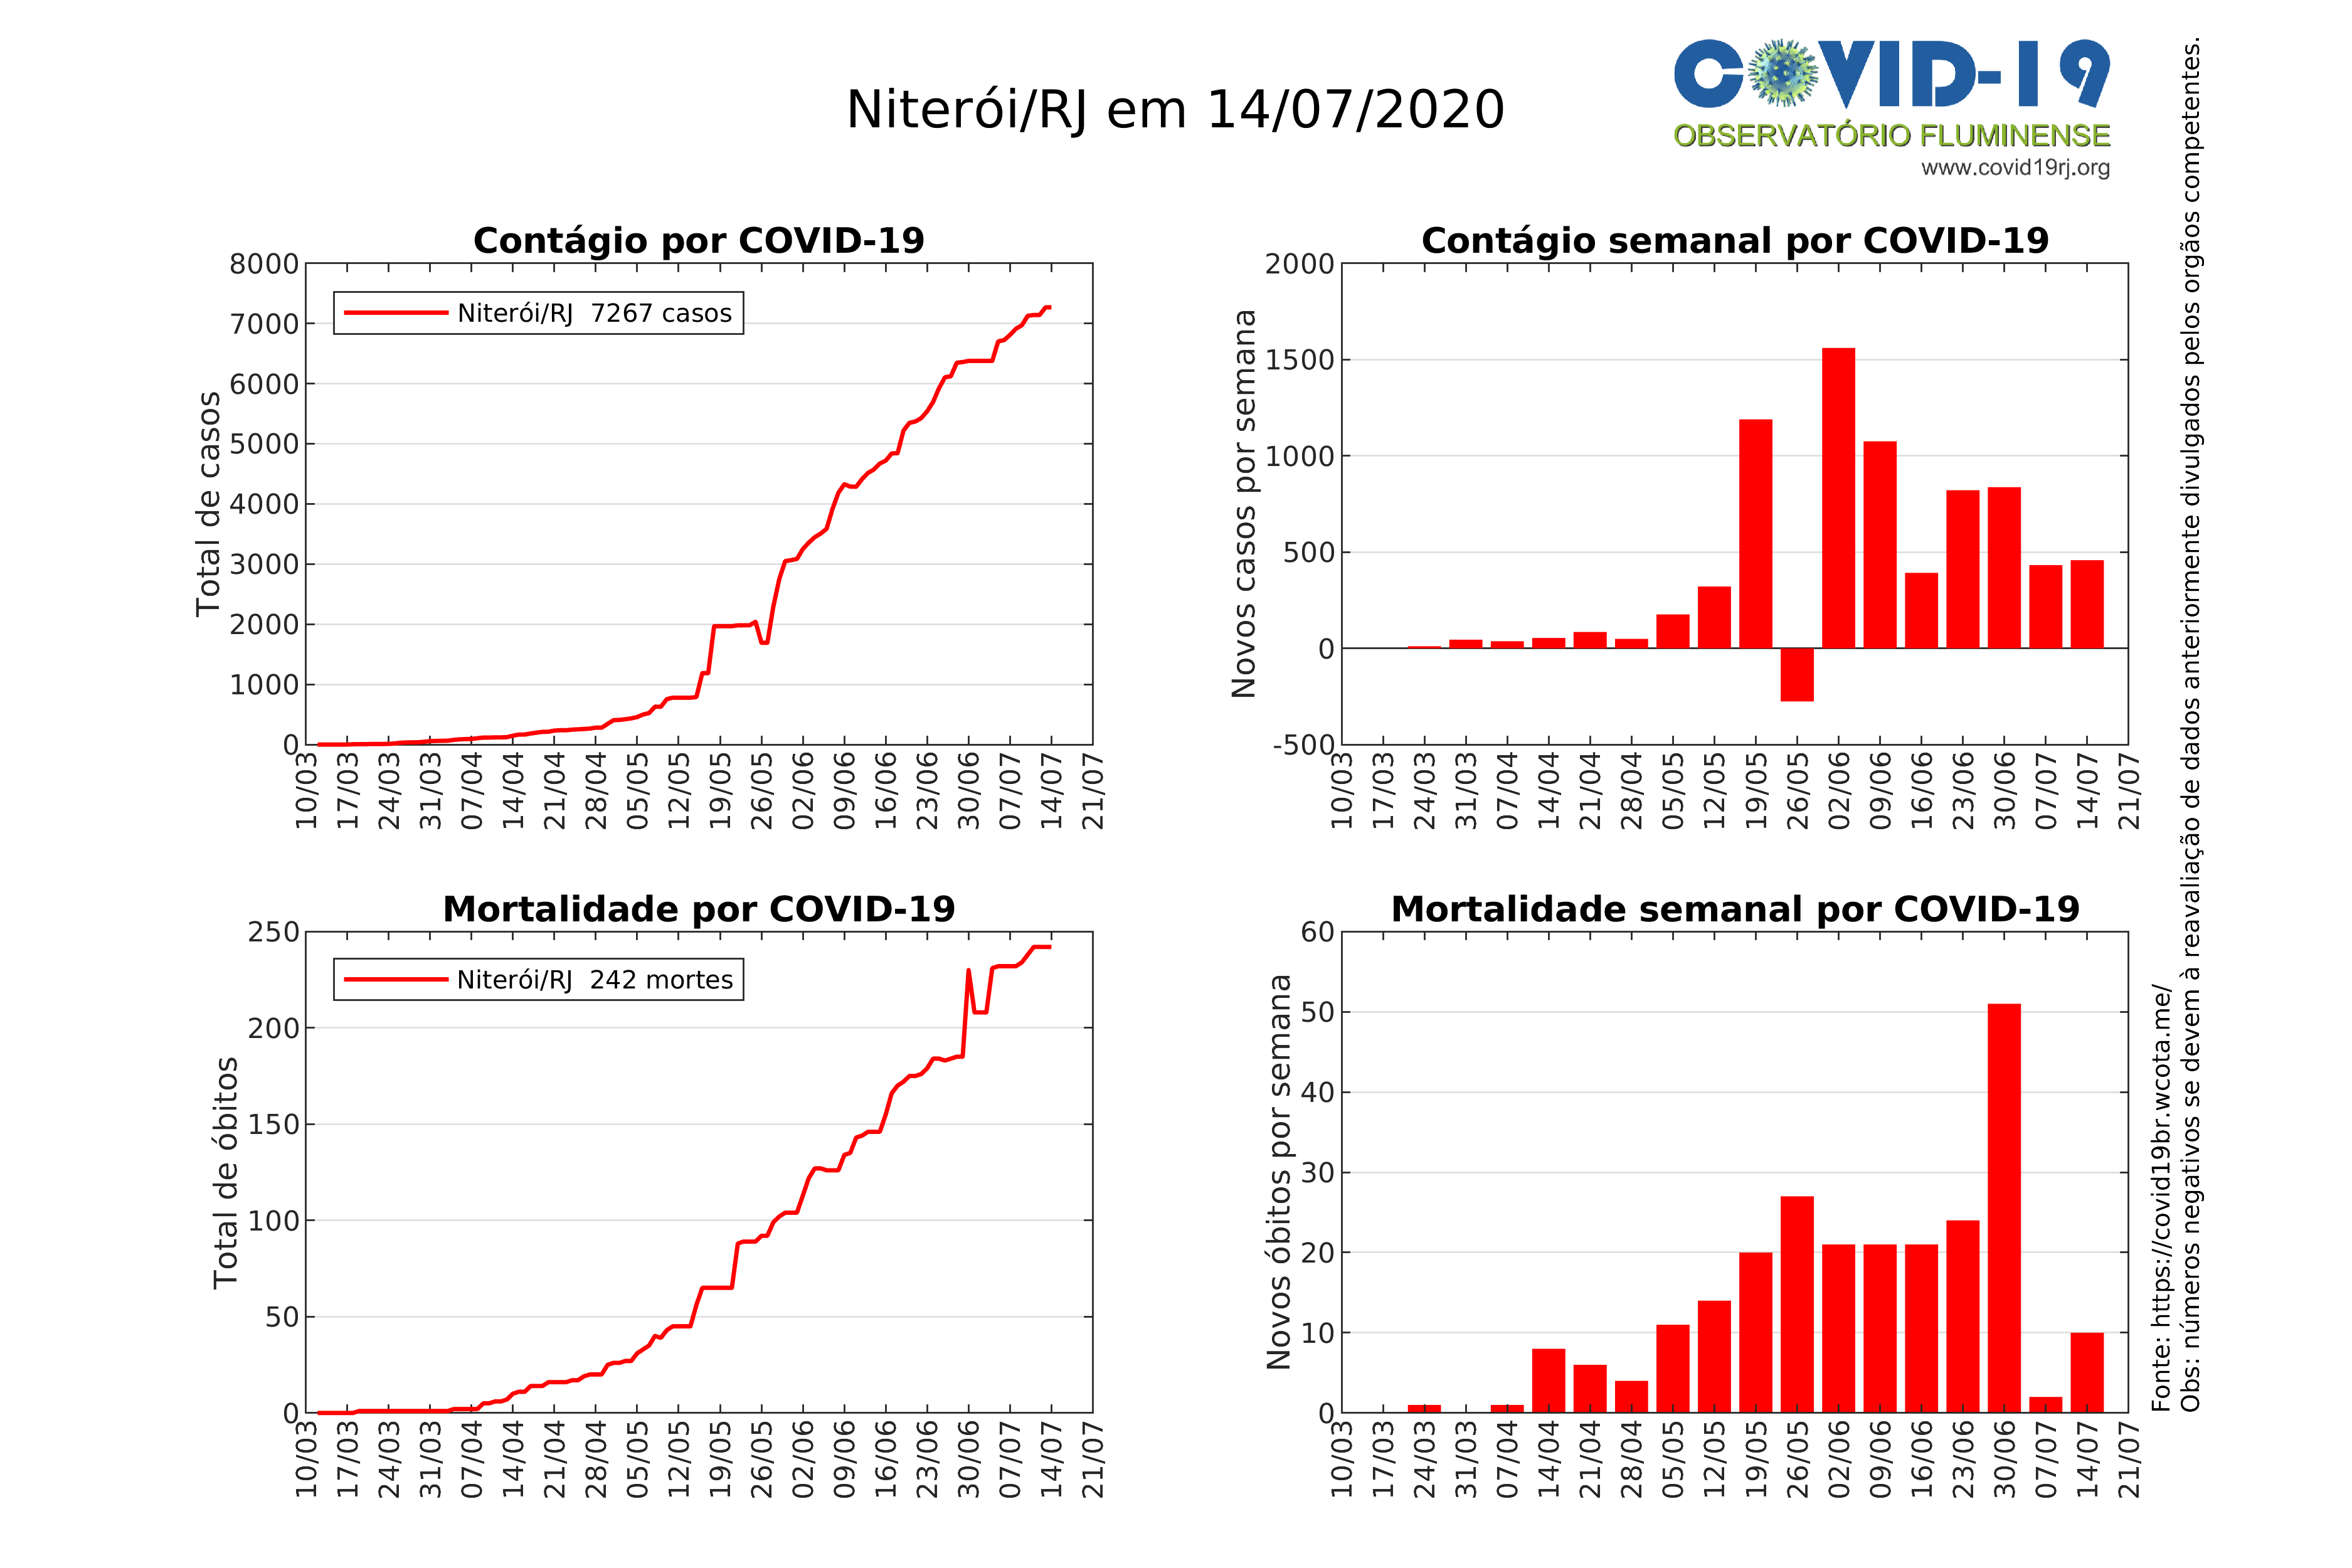 Niterói/RJ em 14/07/2020
COVID-19
OBSERVATÓRIO FLUMINENSE
www.covid19rj.org
Contágio por COVID-19
Total de casos
8000
7000
6000
5000
4000
3000
2000
1000
0
Niterói/RJ 7267 casos
10/03 17/03 24/03 31/03 07/04 14/04 21/04 28/04 05/05 12/05 19/05 26/05 02/06 09/06 16/06 23/06 30/06 07/07 14/07 21/07
Contágio semanal por COVID-19
Novos casos por semana
2000
1500
1000
500
0
-500
10/03 17/03 24/03 31/03 07/04 14/04 21/04 28/04 05/05 12/05 19/05 26/05 02/06 09/06 16/06 23/06 30/06 07/07 14/07 21/07
Mortalidade por COVID-19
Total de óbitos
250
200
150
100
50
0
Niterói/RJ 242 mortes
10/03 17/03 24/03 31/03 07/04 14/04 21/04 28/04 05/05 12/05 19/05 26/05 02/06 09/06 16/06 23/06 30/06 07/07 14/07 21/07
Mortalidade semanal por COVID-19
Novos óbitos por semana
60
50
40
30
20
10
0
10/03 17/03 24/03 31/03 07/04 14/04 21/04 28/04 05/05 12/05 19/05 26/05 02/06 09/06 16/06 23/06 30/06 07/07 14/07 21/07
Fonte: https://covid19br.wcota.me/
Obs: números negativos se devem à reavaliação de dados anteriormente divulgados pelos orgãos competentes.